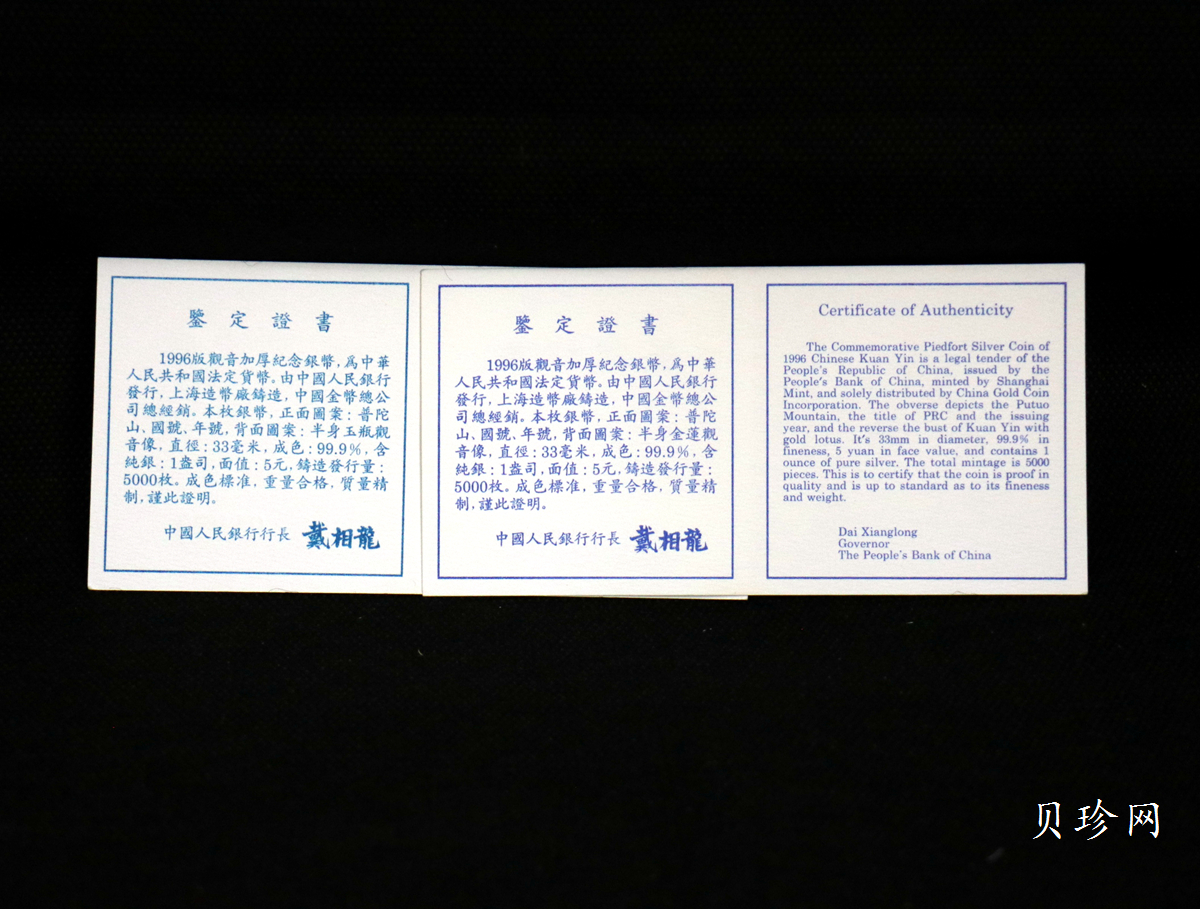 鑒定證書
1996版觀音加厚紀念銀幣,爲中華
人民共和國法定貨幣。由中國人民銀行
發行,上海造幣廠鑄造,中國金幣總公
司總經銷。本枚銀幣,正面圖案:普陀
山、國號、年號,背面圖案:半身玉瓶觀
音像,直徑:33毫米,成色:99.9%,含
純銀:1盎司,面值:5元,鑄造發行量:
5000枚。成色標准,重量合格,質量精
制,謹此證明。
中國人民銀行行長 戴相龍
鑒定證書
1996版觀音加厚紀念銀幣,爲中華
人民共和國法定貨幣。由中國人民銀行
發行,上海造幣廠鑄造,中國金幣總公
司總經銷。本枚銀幣,正面圖案:普陀
山、國號、年號,背面圖案:半身金蓮觀
音像,直徑:33毫米,成色:99.9%,含
純銀:1盎司,面值:5元,鑄造發行量:
5000枚。成色標准,重量合格,質量精
制,謹此證明。
中國人民銀行行長 戴相龍
Certificate of Authenticity
The Commemorative Piedfort Silver Coin of
1996 Chinese Kuan Yin is a legal tender of the
People's Republic of China, issued by the
People's Bank of China, minted by Shanghai
Mint, and solely distributed by China Gold Coin
Incorporation. The obverse depicts the Putuo
Mountain, the title of PRC and the issuing
year, and the reverse the bust of Kuan Yin with
gold lotus. It's 33mm in diameter, 99.9% in
fineness, 5 yuan in face value, and contains 1
ounce of pure silver. The total mintage is 5000
pieces. This is to certify that the coin is proof in
quality and is up to standard as to its fineness
and weight.
Dai Xianglong
Governor
The People's Bank of China
贝珍网